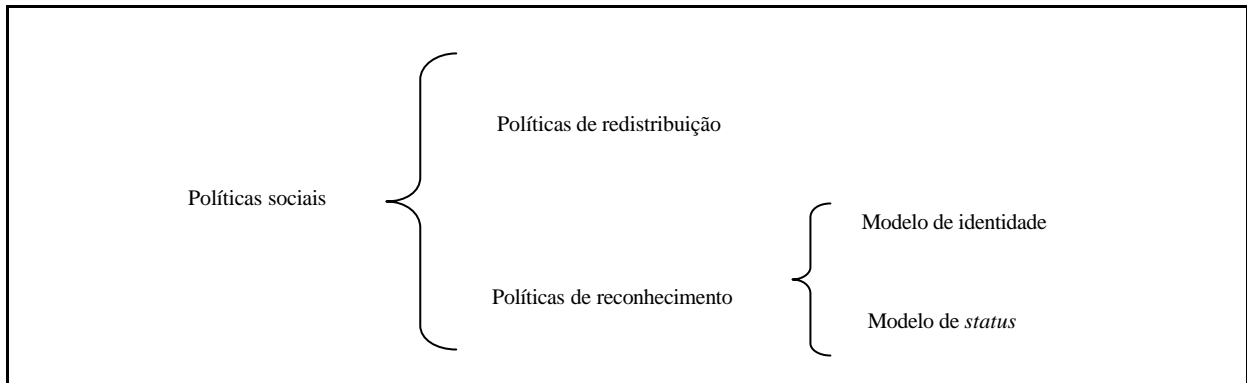 Políticas de redistribuição
Políticas sociais
Modelo de identidade
Políticas de reconhecimento
Modelo de status